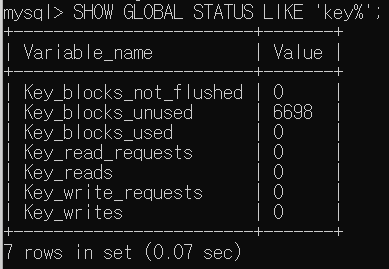 mysql> SHOW GLOBAL STATUS LIKE 'key%';
+------------------------+-------+
| Variable_name          | Value |
+------------------------+-------+
| Key_blocks_not_flushed | 0     |
| Key_blocks_unused      | 6698  |
| Key_blocks_used        | 0     |
| Key_read_requests      | 0     |
| Key_reads              | 0     |
| Key_write_requests     | 0     |
| Key_writes             | 0     |
+------------------------+-------+
7 rows in set (0.07 sec)